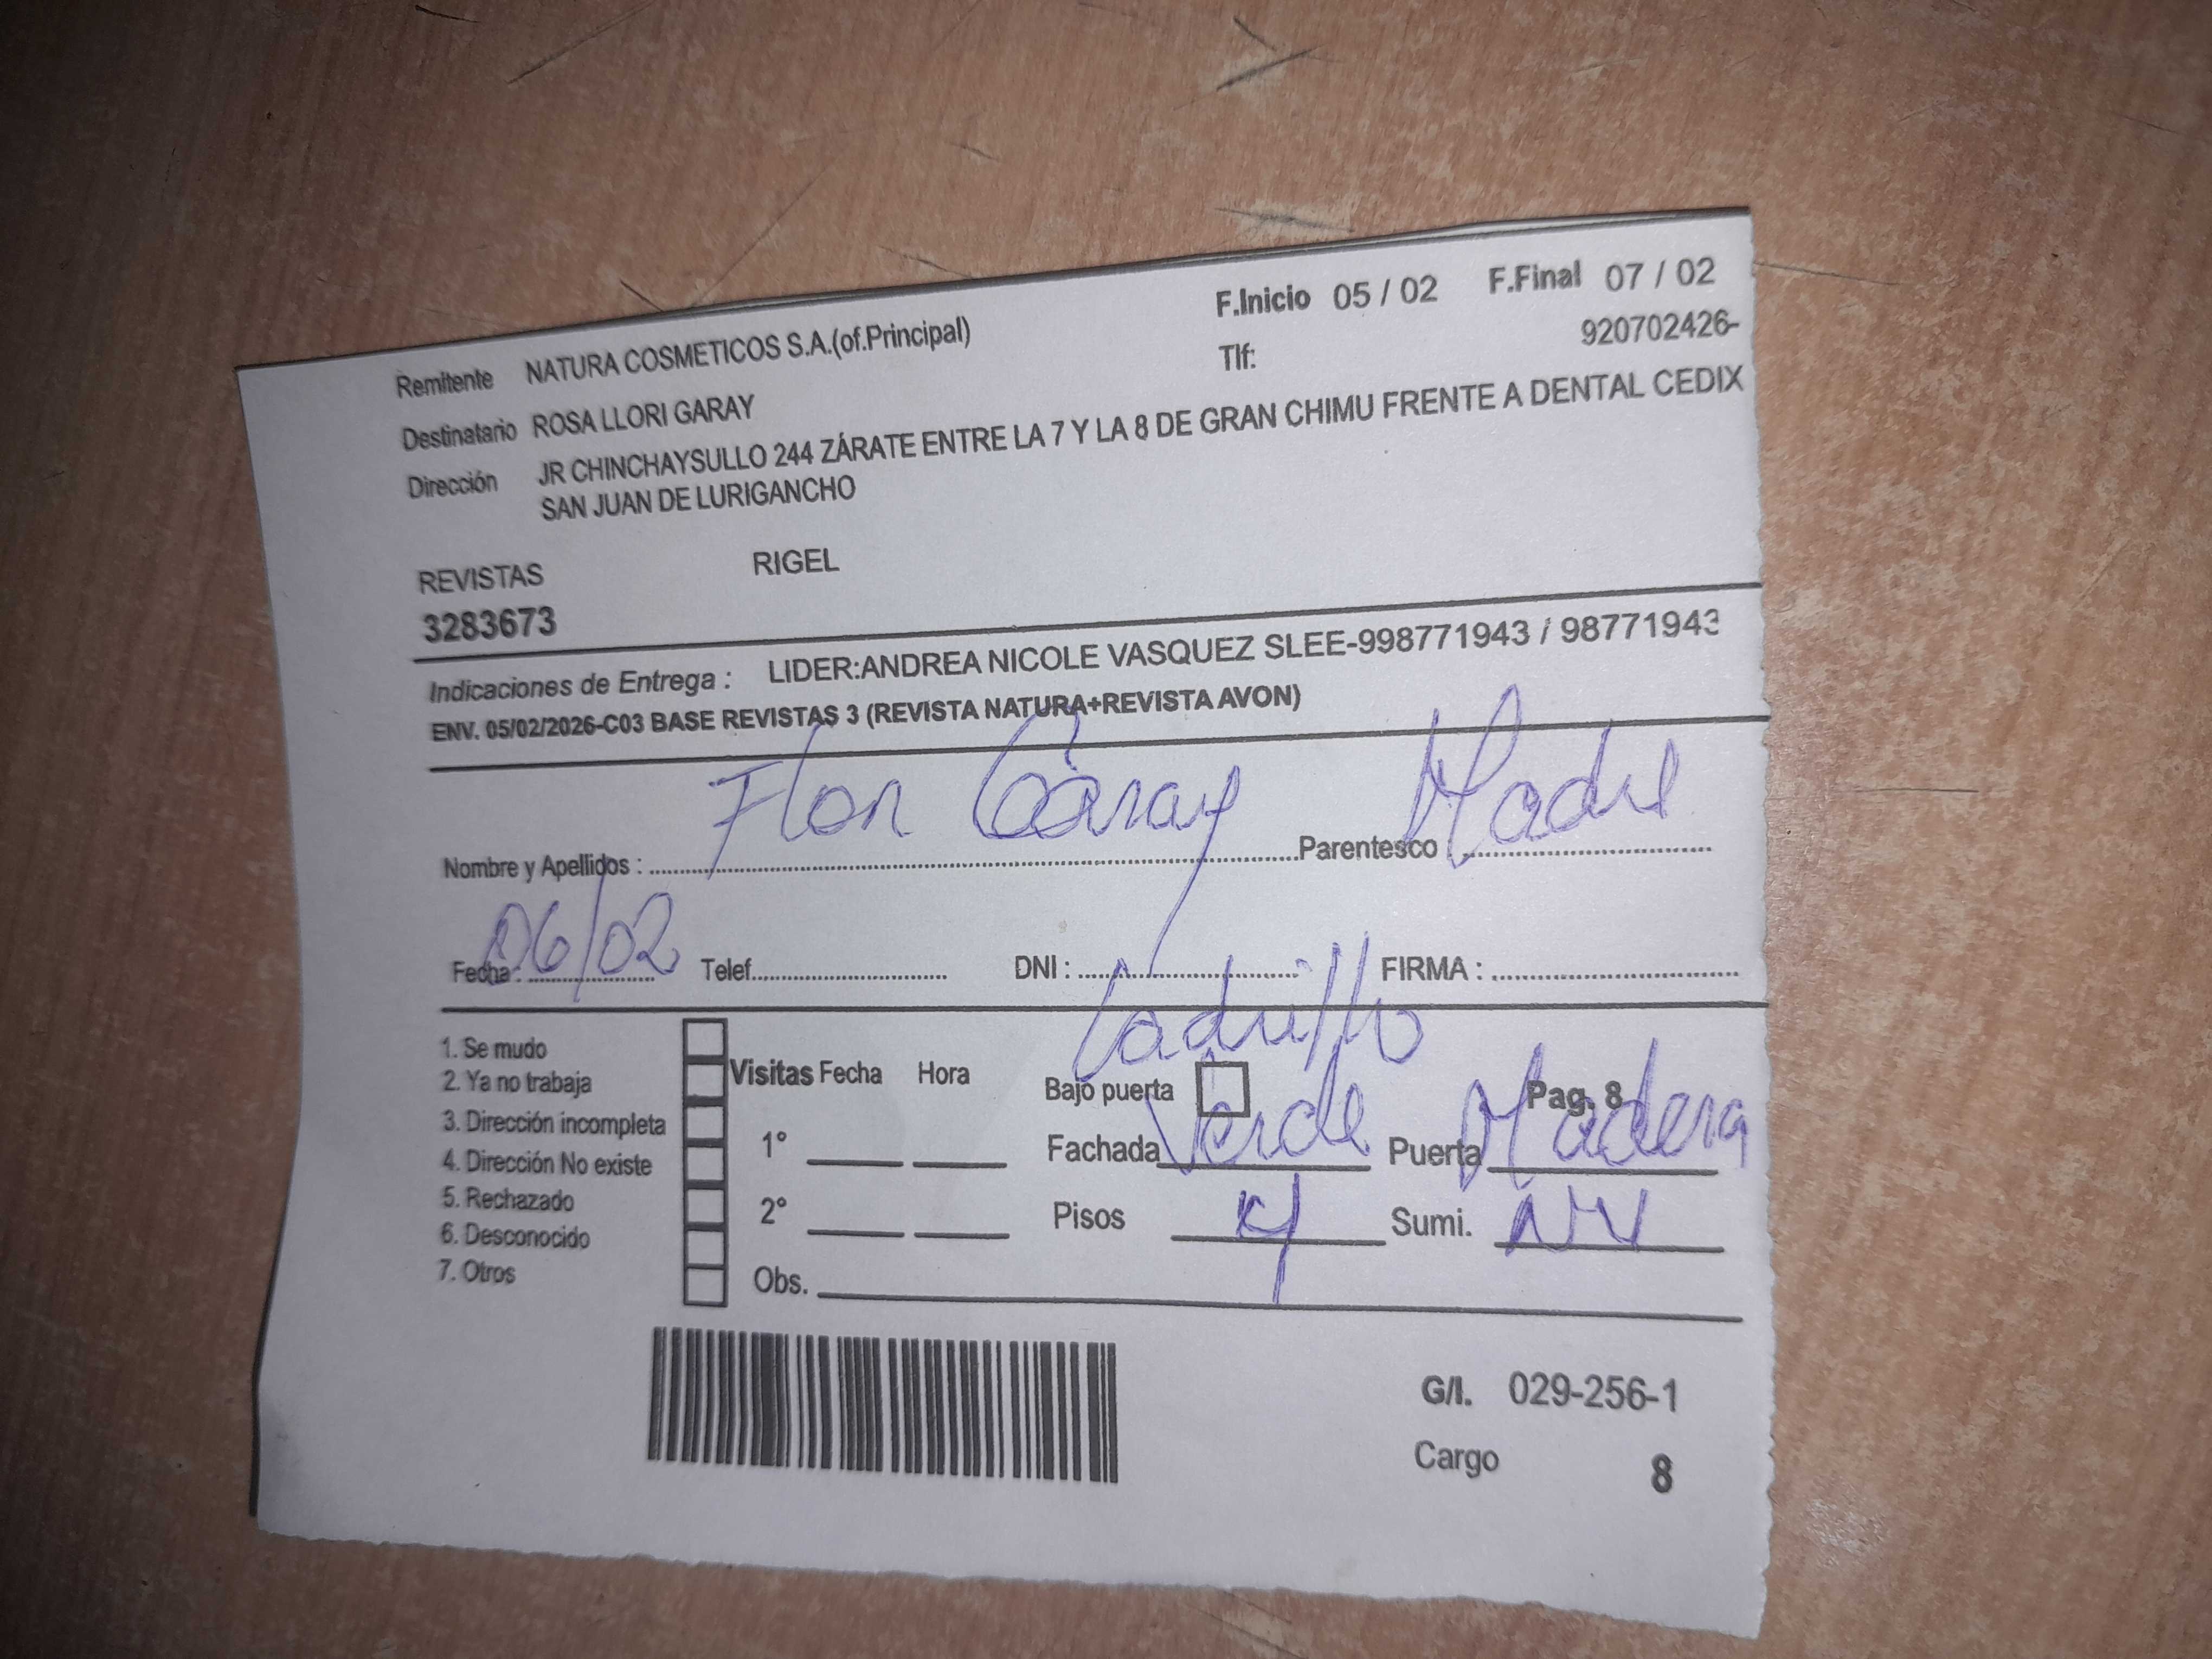 F.Inicio 05 / 02 F.Final 07 / 02
Remitente NATURA COSMETICOS S.A.(of.Principal) Tlf: 920702426-
Destinatario ROSA LLORI GARAY
Dirección JR CHINCHAYSULLO 244 ZÁRATE ENTRE LA 7 Y LA 8 DE GRAN CHIMU FRENTE A DENTAL CEDIX
SAN JUAN DE LURIGANCHO
REVISTAS RIGEL
3283673
Indicaciones de Entrega : LIDER:ANDREA NICOLE VASQUEZ SLEE-998771943 / 98771943
ENV. 05/02/2026-C03 BASE REVISTAS 3 (REVISTA NATURA+REVISTA AVON)
Nombre y Apellidos : Flor Garay Parentesco Madre
Fecha : 06/02 Telef. DNI : FIRMA :
Ladrillo
1. Se mudo
2. Ya no trabaja
3. Dirección incompleta
4. Dirección No existe
5. Rechazado
6. Desconocido
7. Otros
Visitas Fecha Hora
1°
2°
Obs.
Bajo puerta Pag. 8
Fachada Verde Puerta Madera
Pisos 4 Sumi. NV
G/I. 029-256-1
Cargo 8